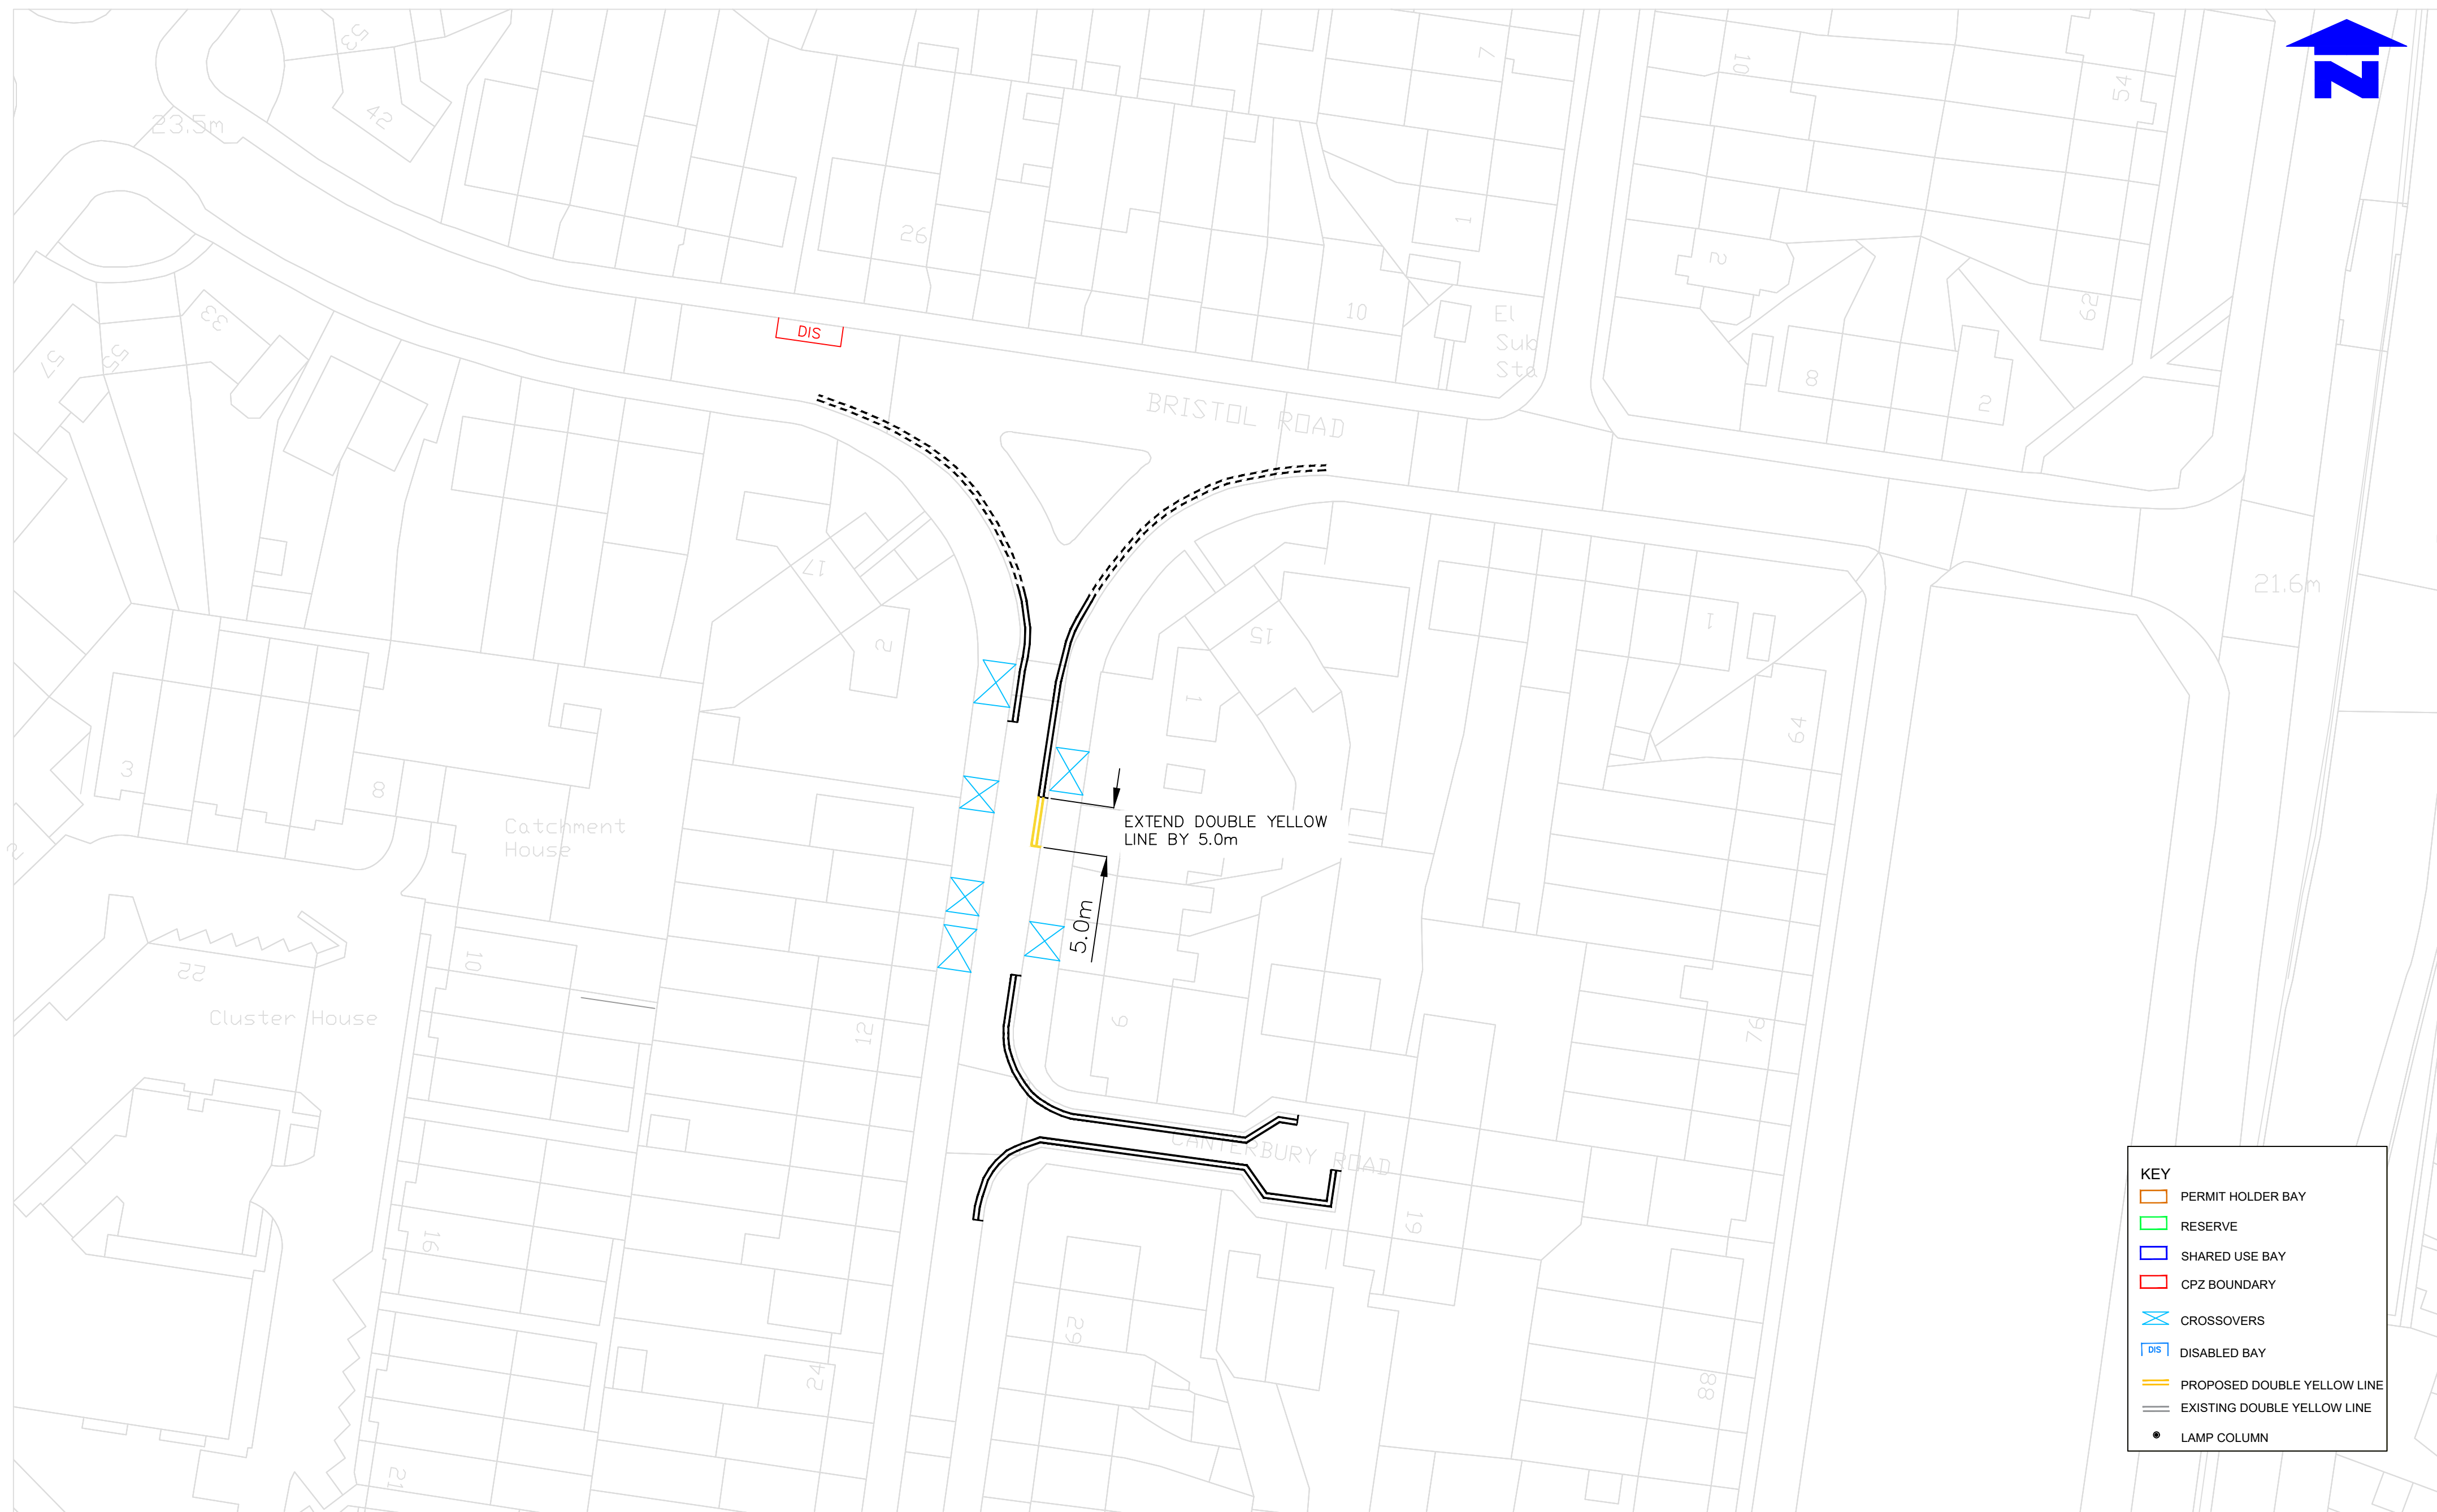 53
42
23.5m
7
10
54
N
26
1
2
62
33
10
El
Sub
Sta
DIS
57
55
8
2
BRISTOL ROAD
17
2
15
1
1
21.6m
64
3
8
Catchment
House
EXTEND DOUBLE YELLOW
LINE BY 5.0m
5.0m
22
10
Cluster House
12
9
76
CANTERBURY ROAD
16
19
29
24
88
21
KEY
PERMIT HOLDER BAY
RESERVE
SHARED USE BAY
CPZ BOUNDARY
CROSSOVERS
DIS DISABLED BAY
PROPOSED DOUBLE YELLOW LINE
EXISTING DOUBLE YELLOW LINE
LAMP COLUMN